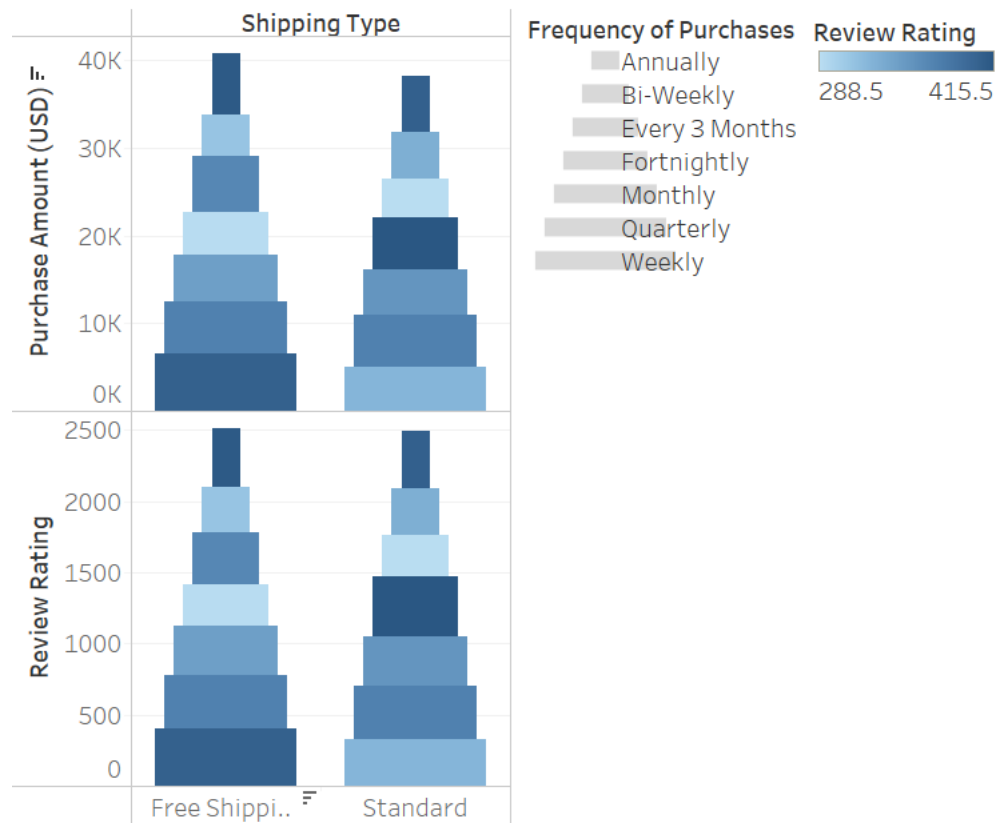 Shipping Type
Purchase Amount (USD)
40K
30K
20K
10K
0K
Review Rating
2500
2000
1500
1000
500
0
Free Shippi..
Standard
Frequency of Purchases
Annually
Bi-Weekly
Every 3 Months
Fortnightly
Monthly
Quarterly
Weekly
Review Rating
288.5 415.5